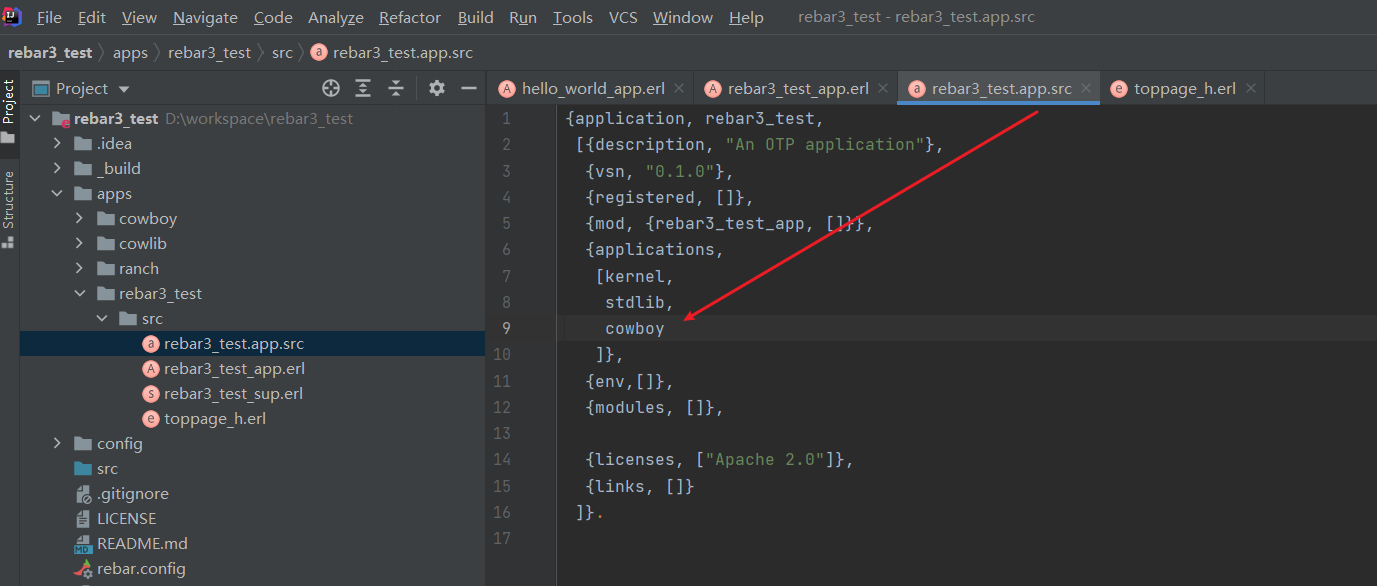 File Edit View Navigate Code Analyze Refactor Build Run Tools VCS Window Help rebar3_test - rebar3_test.app.src
rebar3_test apps rebar3_test src rebar3_test.app.src
Project
Structure
Project
rebar3_test D:\workspace\rebar3_test
.idea
_build
apps
cowboy
cowlib
ranch
rebar3_test
src
rebar3_test.app.src
rebar3_test_app.erl
rebar3_test_sup.erl
toppage_h.erl
config
src
.gitignore
LICENSE
README.md
rebar.config
hello_world_app.erl rebar3_test_app.erl rebar3_test.app.src toppage_h.erl
1 {application, rebar3_test,
2 [{description, "An OTP application"},
3 {vsn, "0.1.0"},
4 {registered, []},
5 {mod, {rebar3_test_app, []}},
6 {applications,
7 [kernel,
8 stdlib,
9 cowboy
10 ]},
11 {env,[]},
12 {modules, []},
13
14 {licenses, ["Apache 2.0"]},
15 {links, []}
16 ]}.
17